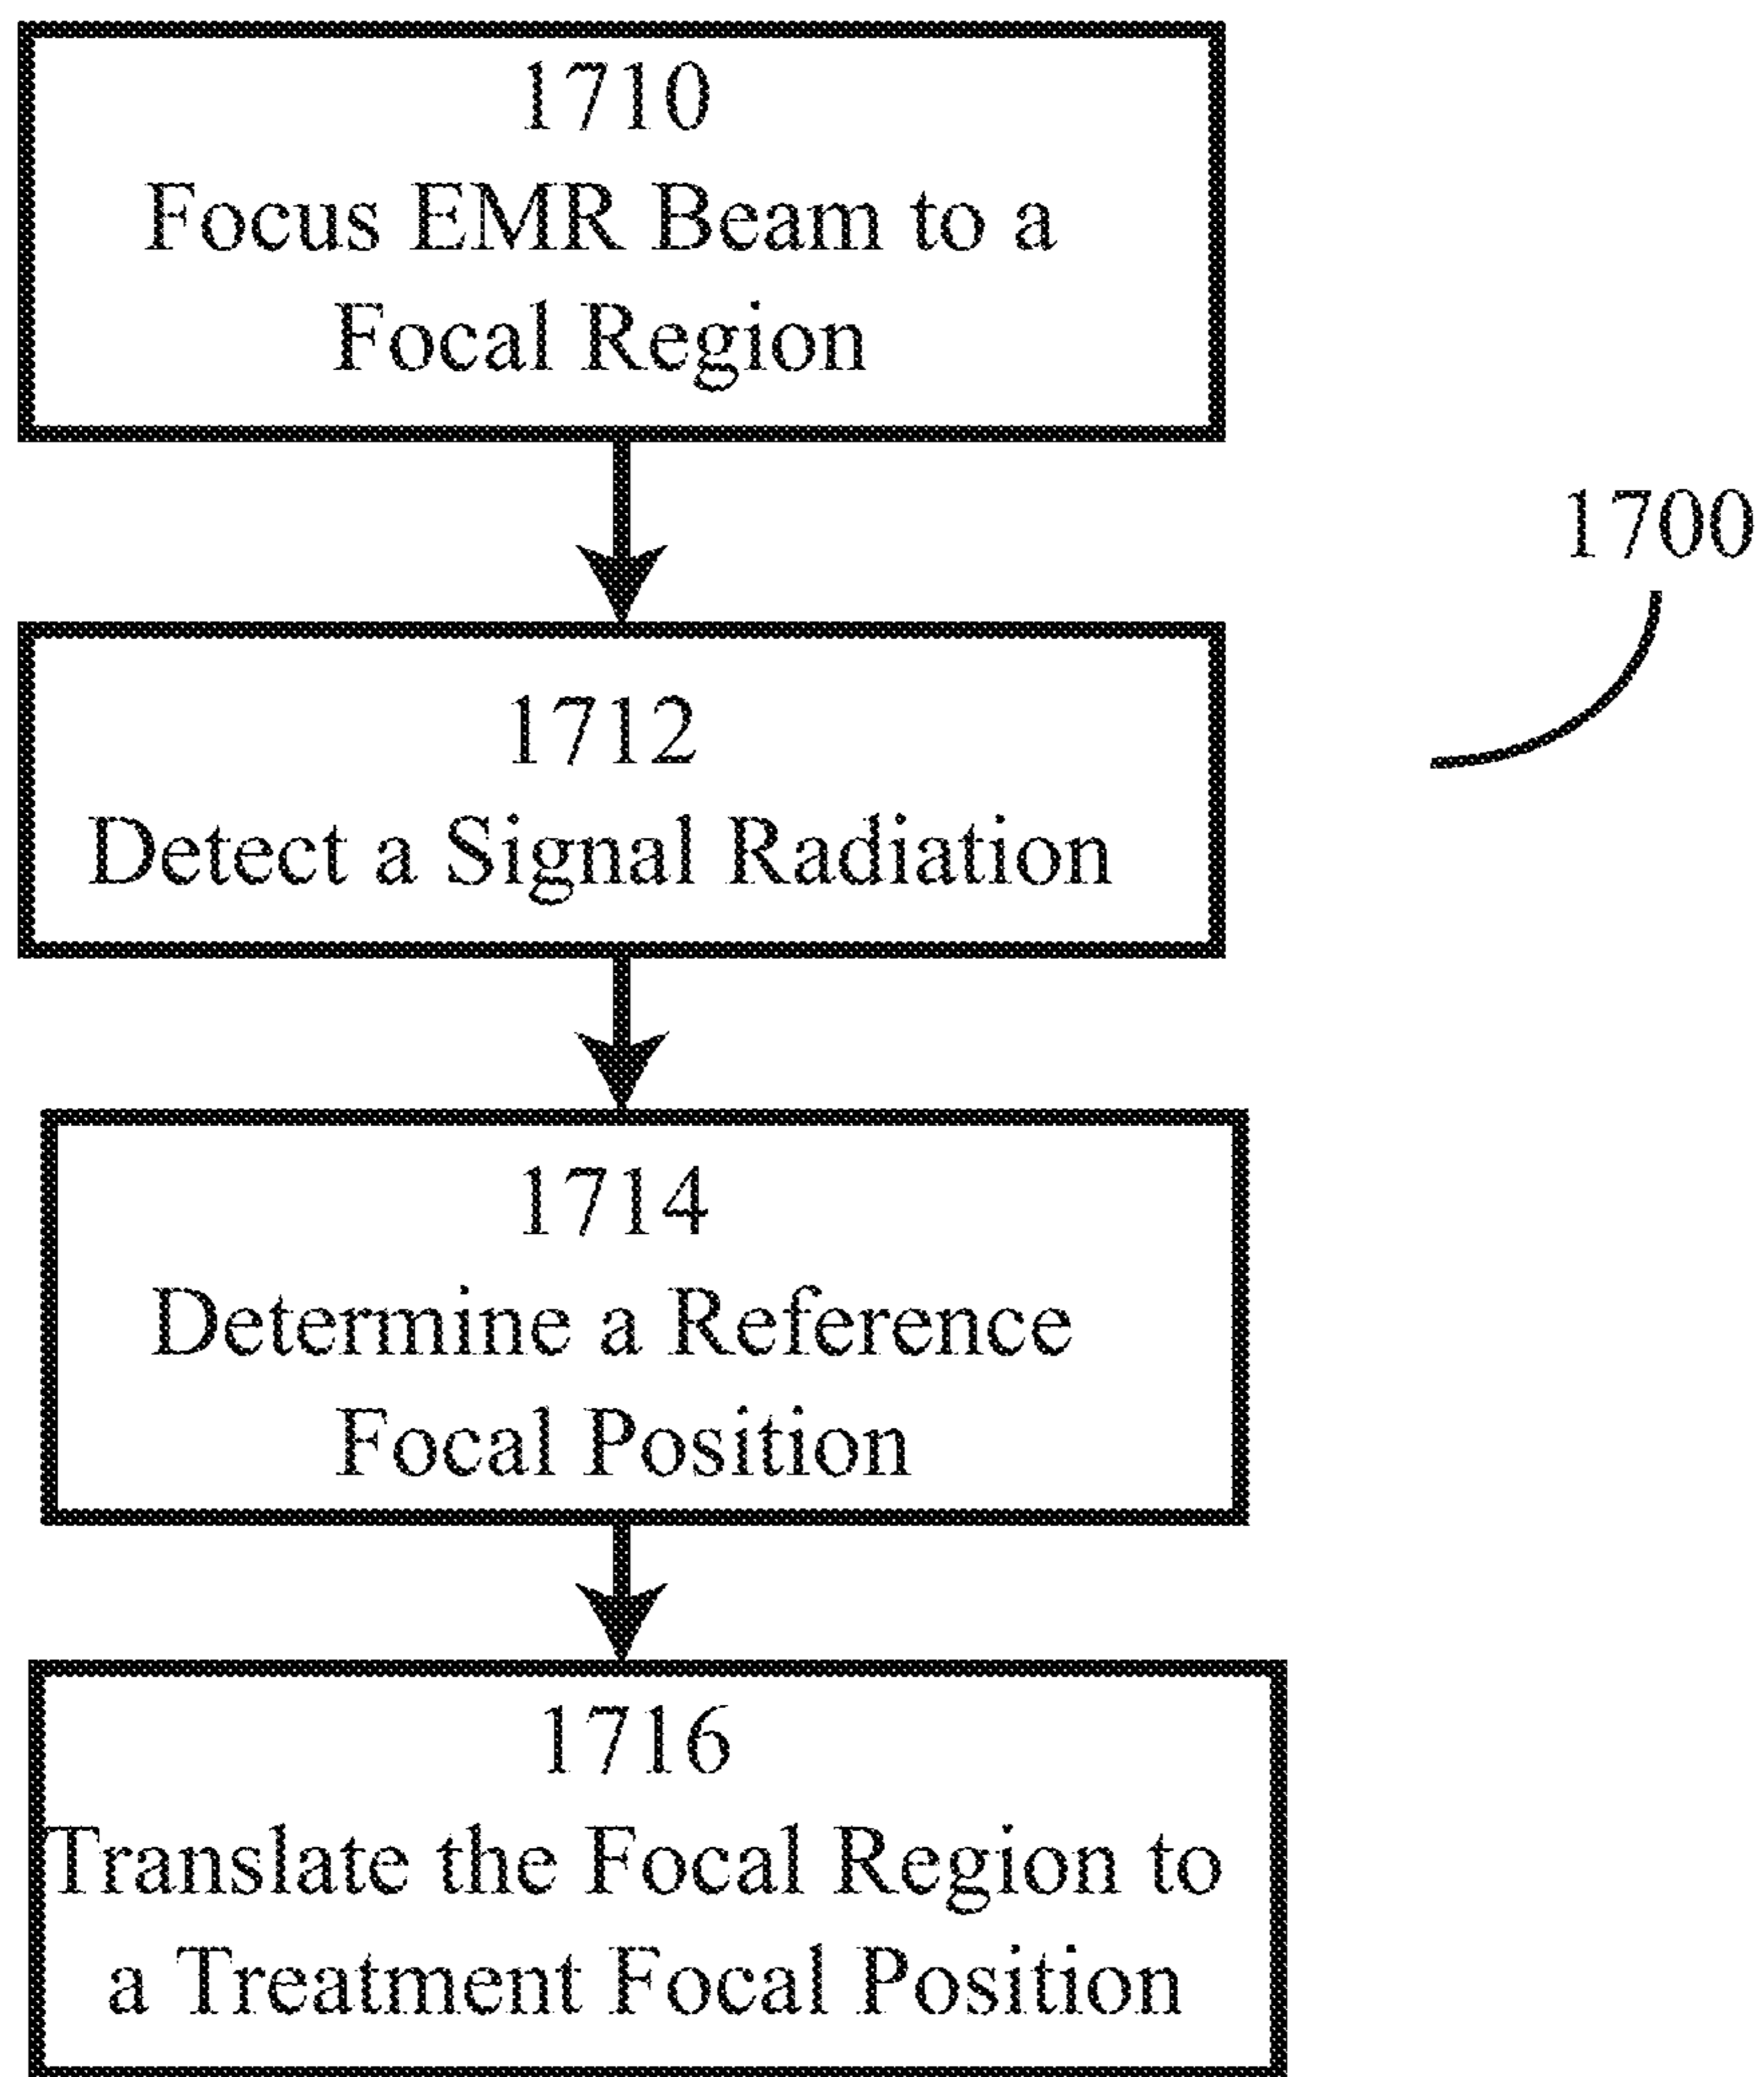 1710
Focus EMR Beam to a
Focal Region
1700
1712
Detect a Signal Radiation
1714
Determine a Reference
Focal Position
1716
Translate the Focal Region to
a Treatment Focal Position